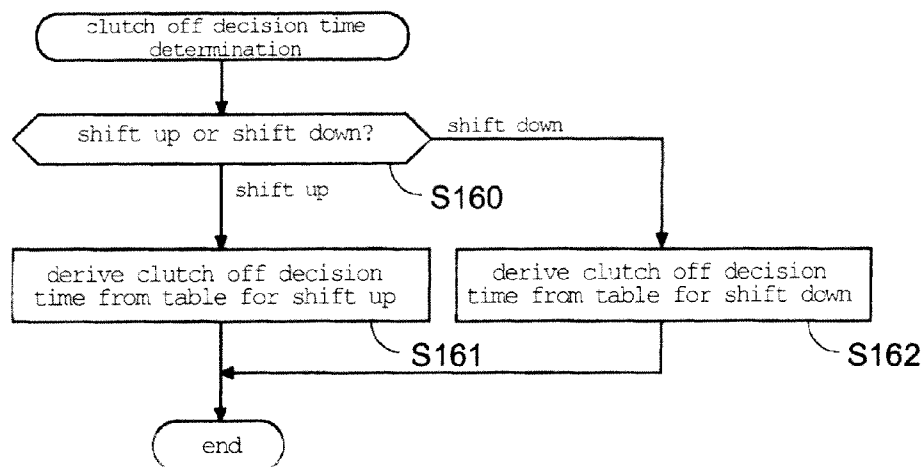 clutch off decision time
determination
shift up or shift down?
shift down
S160
shift up
derive clutch off decision
time from table for shift up
S161
derive clutch off decision
time from table for shift down
S162
end